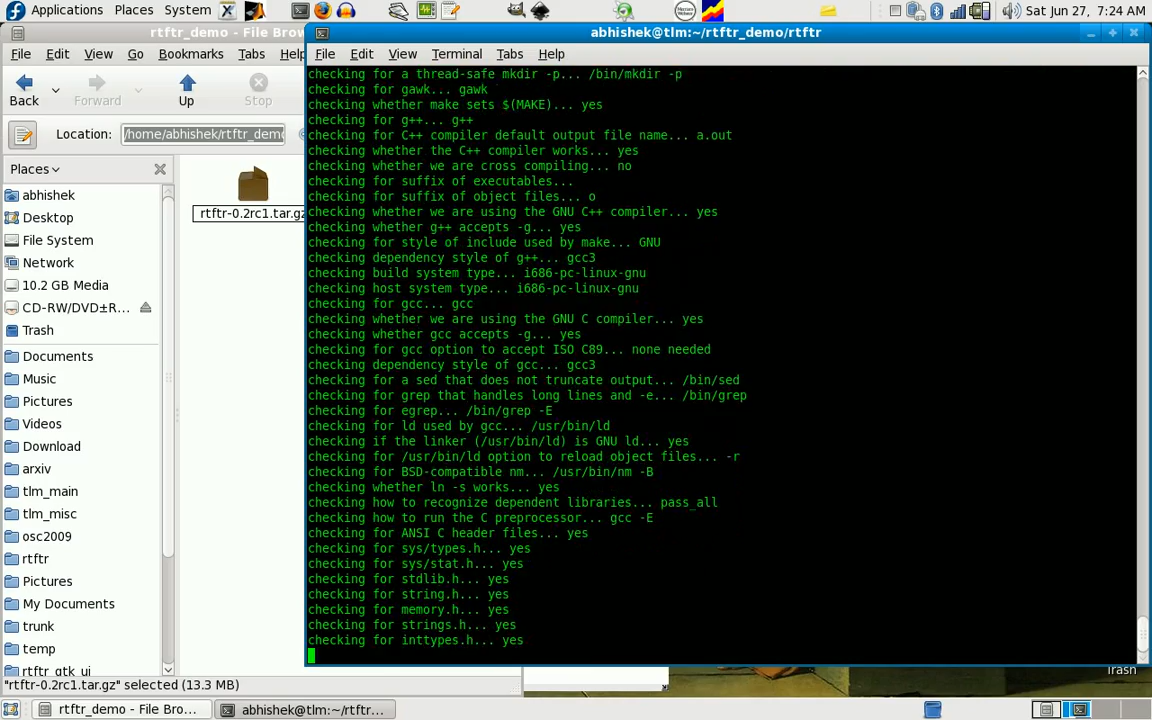 Applications Places System
Sat Jun 27, 7:24 AM
rtftr_demo - File Brow
File Edit View Go Bookmarks Tabs Help
Back Forward Up Stop
Location: /home/abhishek/rtftr_demo
Places
abhishek
Desktop
File System
Network
10.2 GB Media
CD-RW/DVD±R...
Trash
Documents
Music
Pictures
Videos
Download
arxiv
tlm_main
tlm_misc
osc2009
rtftr
Pictures
My Documents
trunk
temp
rtftr_gtk_ui
rtftr-0.2rc1.tar.gz
"rtftr-0.2rc1.tar.gz" selected (13.3 MB)
abhishek@tlm:~/rtftr_demo/rtftr
File Edit View Terminal Tabs Help
checking for a thread-safe mkdir -p... /bin/mkdir -p
checking for gawk... gawk
checking whether make sets $(MAKE)... yes
checking for g++... g++
checking for C++ compiler default output file name... a.out
checking whether the C++ compiler works... yes
checking whether we are cross compiling... no
checking for suffix of executables...
checking for suffix of object files... o
checking whether we are using the GNU C++ compiler... yes
checking whether g++ accepts -g... yes
checking for style of include used by make... GNU
checking dependency style of g++... gcc3
checking build system type... i686-pc-linux-gnu
checking host system type... i686-pc-linux-gnu
checking for gcc... gcc
checking whether we are using the GNU C compiler... yes
checking whether gcc accepts -g... yes
checking for gcc option to accept ISO C89... none needed
checking dependency style of gcc... gcc3
checking for a sed that does not truncate output... /bin/sed
checking for grep that handles long lines and -e... /bin/grep
checking for egrep... /bin/grep -E
checking for ld used by gcc... /usr/bin/ld
checking if the linker (/usr/bin/ld) is GNU ld... yes
checking for /usr/bin/ld option to reload object files... -r
checking for BSD-compatible nm... /usr/bin/nm -B
checking whether ln -s works... yes
checking how to recognize dependent libraries... pass_all
checking how to run the C preprocessor... gcc -E
checking for ANSI C header files... yes
checking for sys/types.h... yes
checking for sys/stat.h... yes
checking for stdlib.h... yes
checking for string.h... yes
checking for memory.h... yes
checking for strings.h... yes
checking for inttypes.h... yes
Trash
rtftr_demo - File Bro...
abhishek@tlm:~/rtftr...